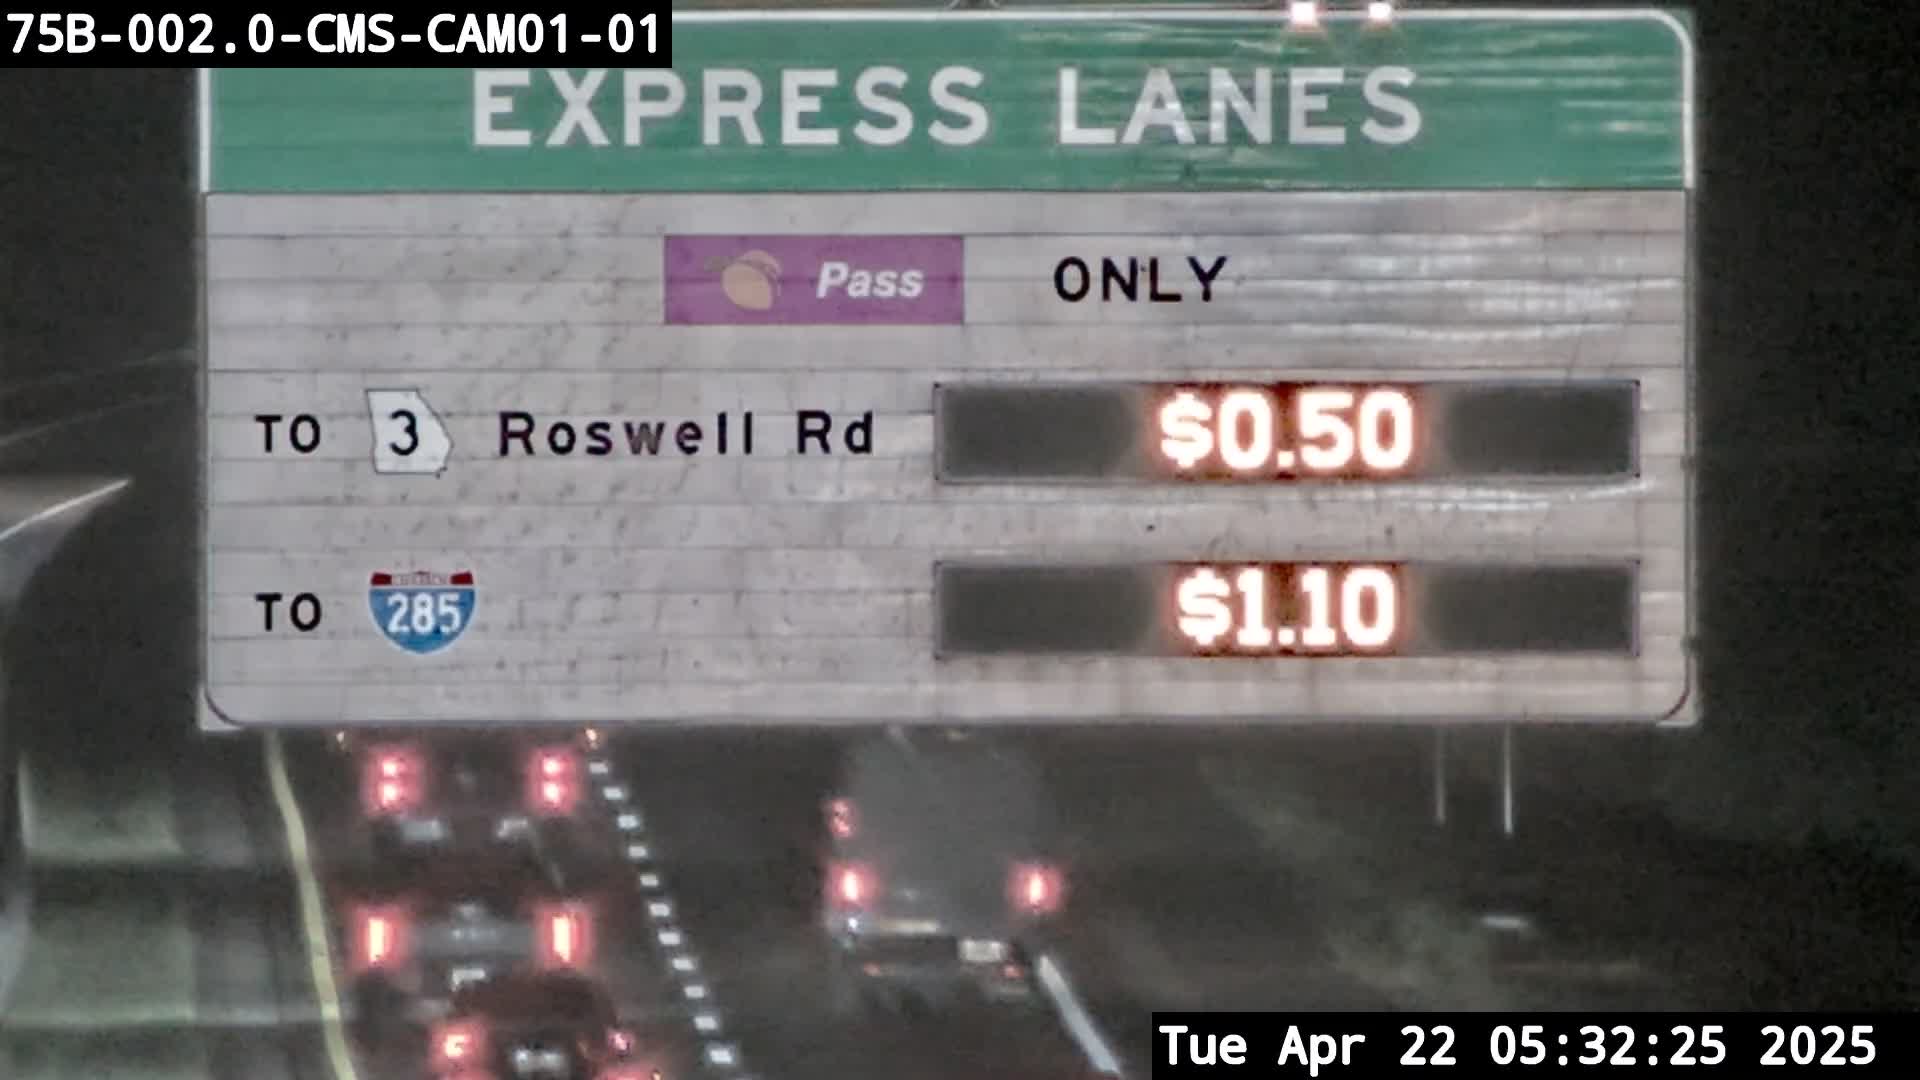 75B-002.0-CMS-CAM01-01
EXPRESS LANES
Pass ONLY
TO 3 Roswell Rd $0.50
TO 285 $1.10
Tue Apr 22 05:32:25 2025